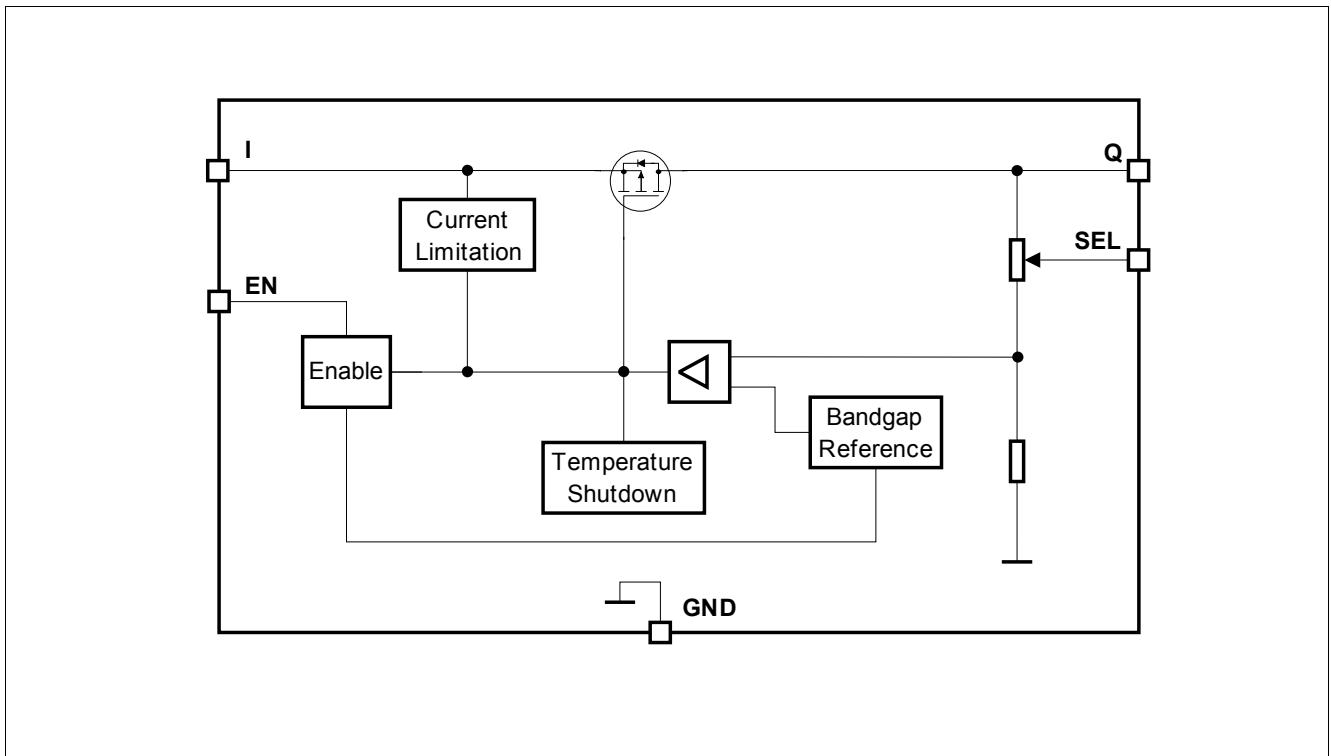 I
Q
Current
Limitation
SEL
EN
Enable
Bandgap
Reference
Temperature
Shutdown
GND